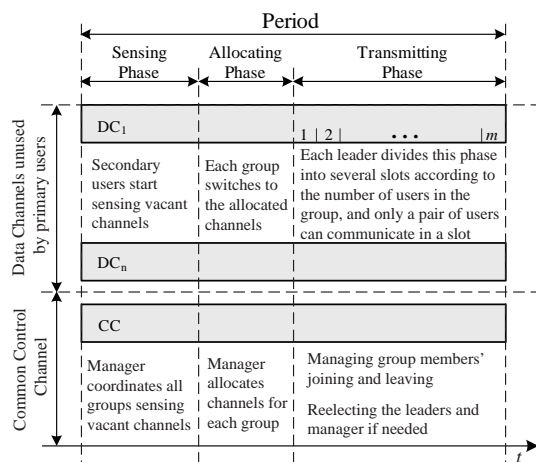 Period
Sensing Phase
Allocating Phase
Transmitting Phase
Data Channels unused by primary users
DC1
1 | 2 | • • • | m
Secondary users start sensing vacant channels
Each group switches to the allocated channels
Each leader divides this phase into several slots according to the number of users in the group, and only a pair of users can communicate in a slot
DCn
Common Control Channel
CC
Manager coordinates all groups sensing vacant channels
Manager allocates channels for each group
Managing group members' joining and leaving
Reelecting the leaders and manager if needed
t